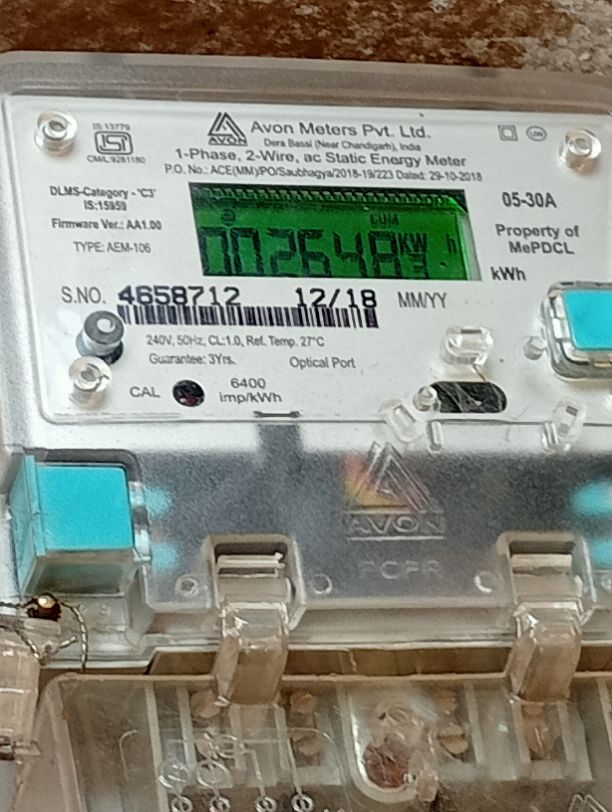 IS 13779
CM/L 9281180
AVON
Avon Meters Pvt. Ltd.
Dera Bassi (Near Chandigarh), India
1-Phase, 2-Wire, ac Static Energy Meter
P.O. No.: ACE(MM)/PO/Saubhagya/2018-19/223 Dated: 29-10-2018
DLMS-Category - 'C3'
IS:15959
Firmware Ver.: AA1.00
TYPE: AEM-106
CUM
002648 KW h
05-30A
Property of
MePDCL
kWh
S.NO. 4658712 12/18 MM/YY
240V, 50Hz, CL:1.0, Ref. Temp. 27°C
Guarantee: 3Yrs. Optical Port
CAL 6400
imp/kWh
AVON